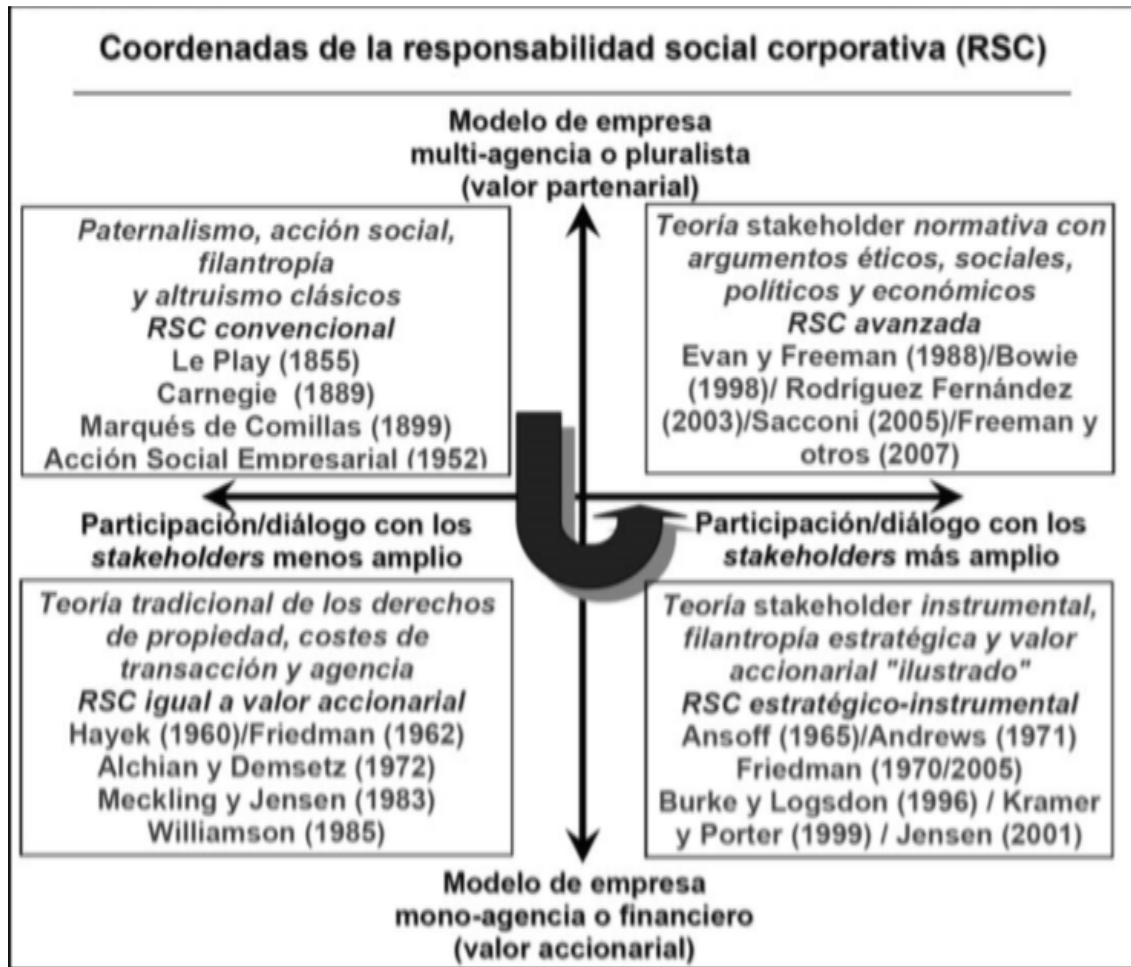 Coordenadas de la responsabilidad social corporativa (RSC)
Modelo de empresa
multi-agencia o pluralista
(valor partenarial)
Paternalismo, acción social,
filantropía
y altruismo clásicos
RSC convencional
Le Play (1855)
Carnegie (1889)
Marqués de Comillas (1899)
Acción Social Empresarial (1952)
Teoría stakeholder normativa con
argumentos éticos, sociales,
políticos y económicos
RSC avanzada
Evan y Freeman (1988)/Bowie
(1998)/ Rodríguez Fernández
(2003)/Sacconi (2005)/Freeman y
otros (2007)
Participación/diálogo con los
stakeholders menos amplio
Participación/diálogo con los
stakeholders más amplio
Teoría tradicional de los derechos
de propiedad, costes de
transacción y agencia
RSC igual a valor accionarial
Hayek (1960)/Friedman (1962)
Alchian y Demsetz (1972)
Meckling y Jensen (1983)
Williamson (1985)
Teoría stakeholder instrumental,
filantropía estratégica y valor
accionarial "ilustrado"
RSC estratégico-instrumental
Ansoff (1965)/Andrews (1971)
Friedman (1970/2005)
Burke y Logsdon (1996) / Kramer
y Porter (1999) / Jensen (2001)
Modelo de empresa
mono-agencia o financiero
(valor accionarial)